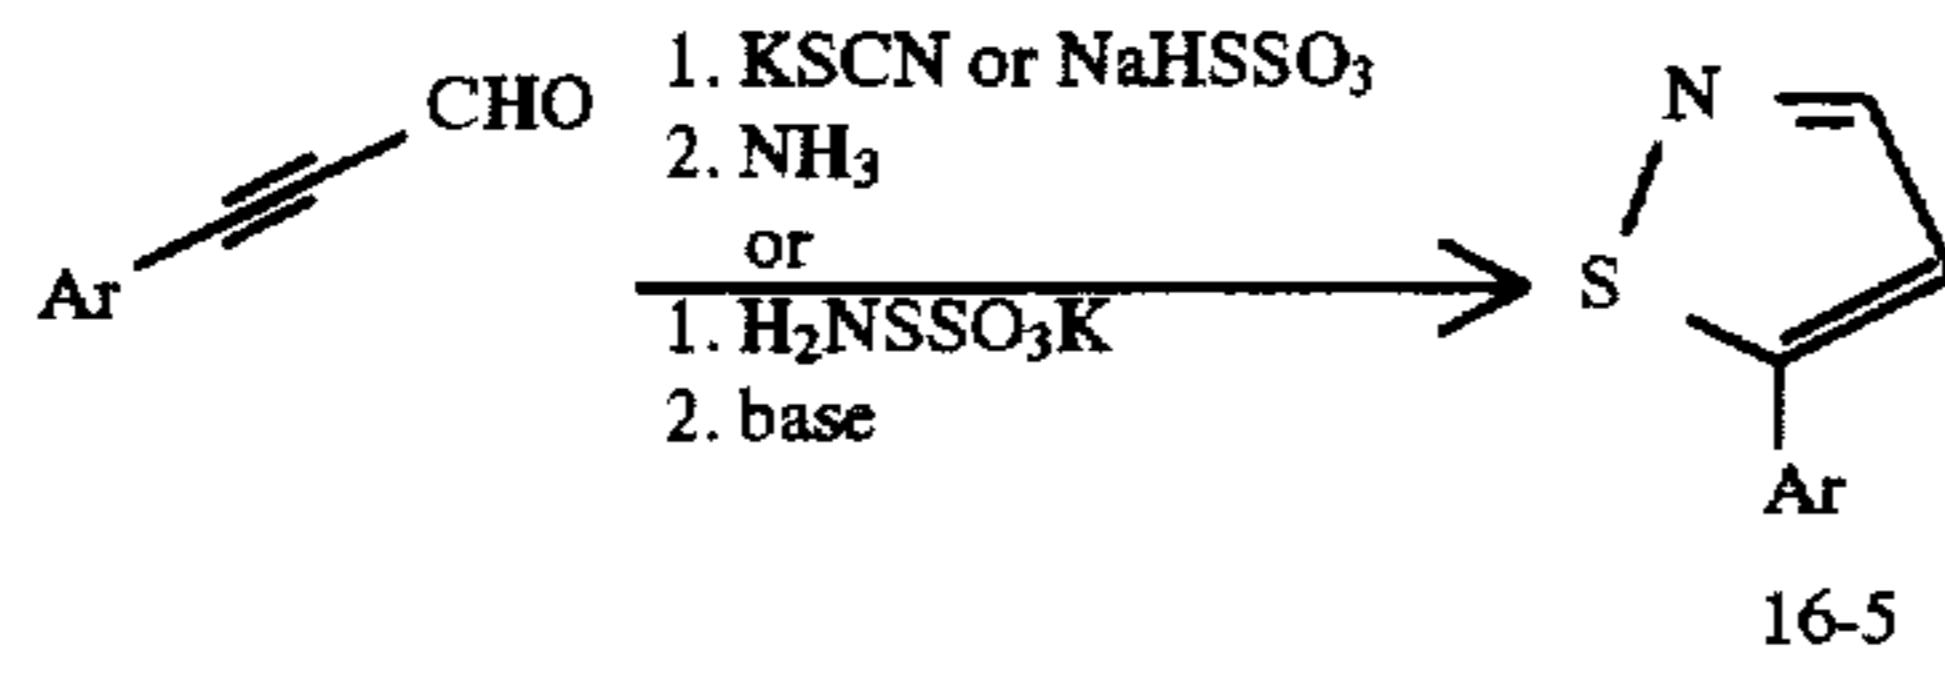 CHO
Ar
1. KSCN or NaHSSO₃
2. NH₃
or
1. H₂NSSO₃K
2. base
N
S
Ar
16-5